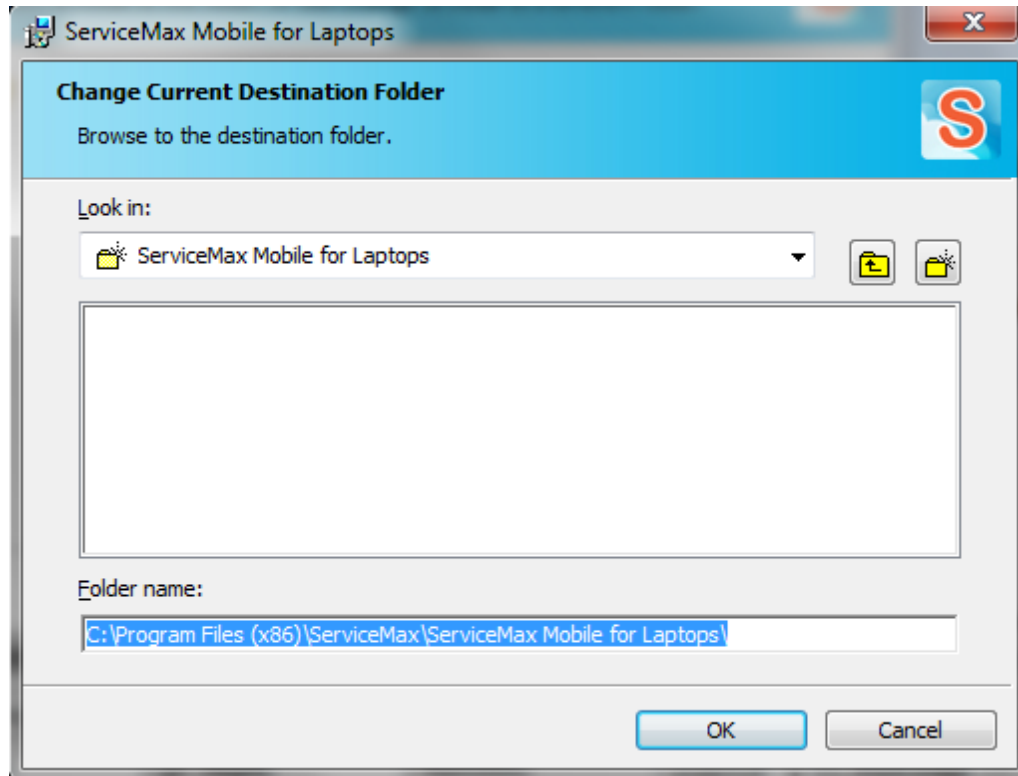 ServiceMax Mobile for Laptops
Change Current Destination Folder
Browse to the destination folder.
S
Look in:
ServiceMax Mobile for Laptops
Folder name:
C:\Program Files (x86)\ServiceMax\ServiceMax Mobile for Laptops\
OK
Cancel